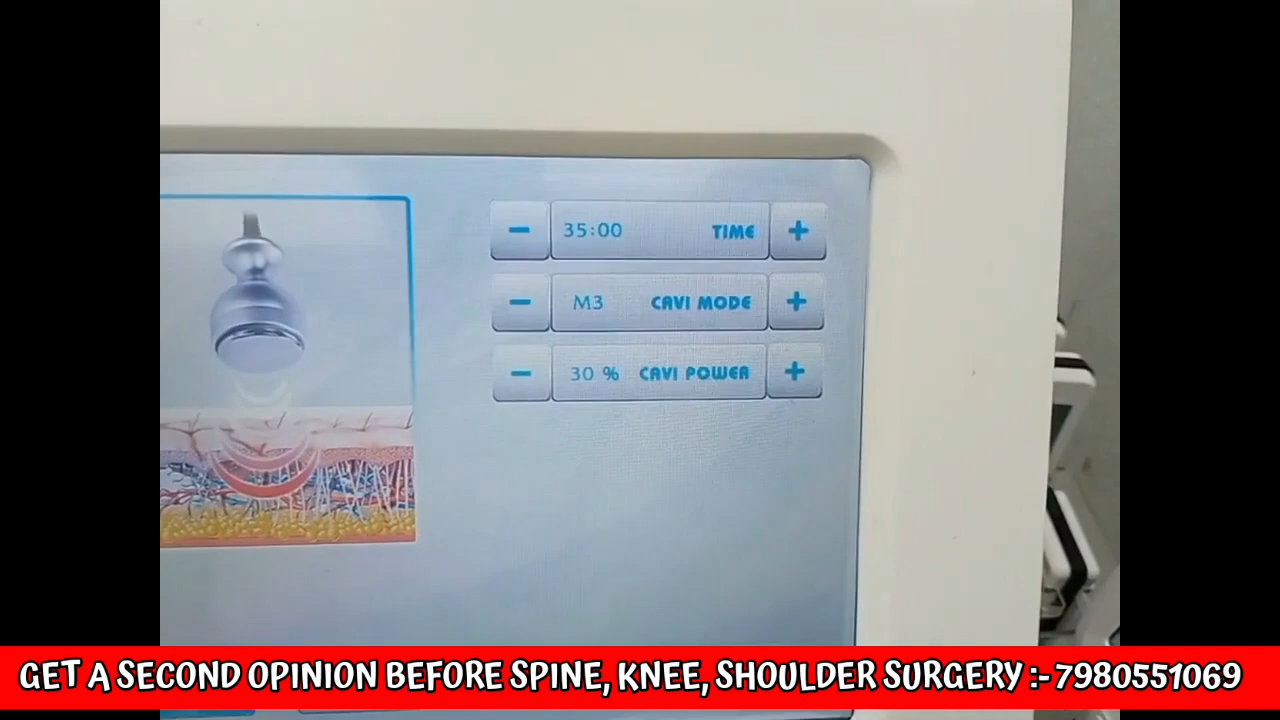 − 35:00 TIME +
− M3 CAVI MODE +
− 30 % CAVI POWER +
GET A SECOND OPINION BEFORE SPINE, KNEE, SHOULDER SURGERY :-7980551069